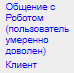 Общение с
Роботом
(пользователь
умеренно
доволен)
Клиент